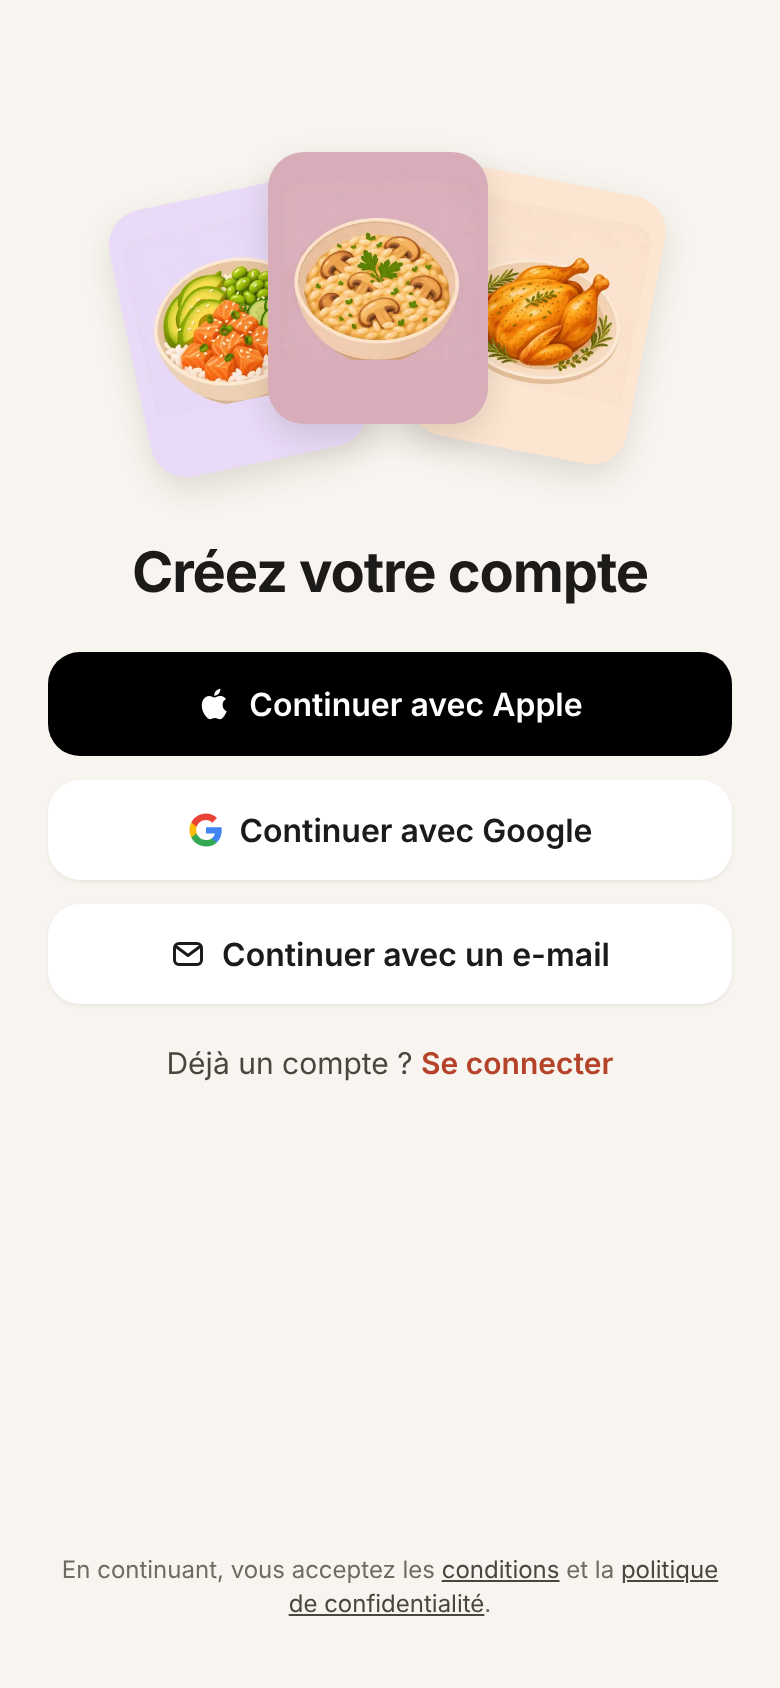 Créez votre compte
Continuer avec Apple
Continuer avec Google
Continuer avec un e-mail
Déjà un compte ? Se connecter
En continuant, vous acceptez les conditions et la politique
de confidentialité.